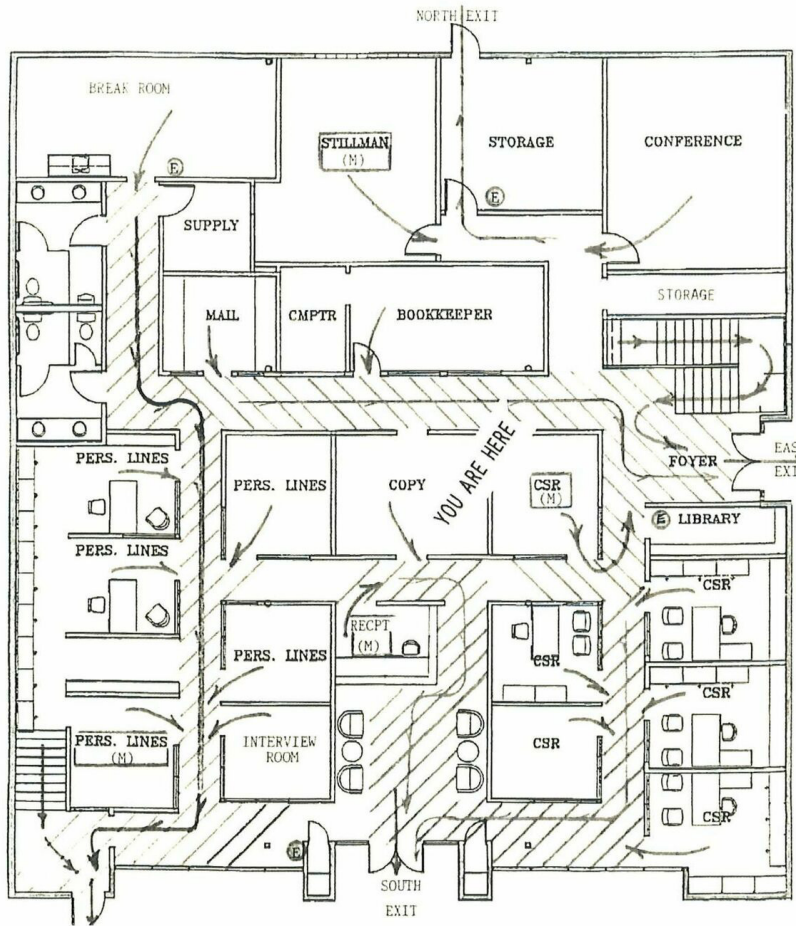 NORTH EXIT
BREAK ROOM
STILLMAN
(M)
STORAGE
CONFERENCE
E
E
SUPPLY
MAIL
CMPTR
BOOKKEEPER
STORAGE
YOU ARE HERE
PERS. LINES
PERS. LINES
COPY
CSR
(M)
FOYER
EAS
EXI
E
LIBRARY
PERS. LINES
CSR
RECPT
(M)
PERS. LINES
CSR
CSR
PERS. LINES
(M)
INTERVIEW
ROOM
CSR
CSR
E
SOUTH
EXIT